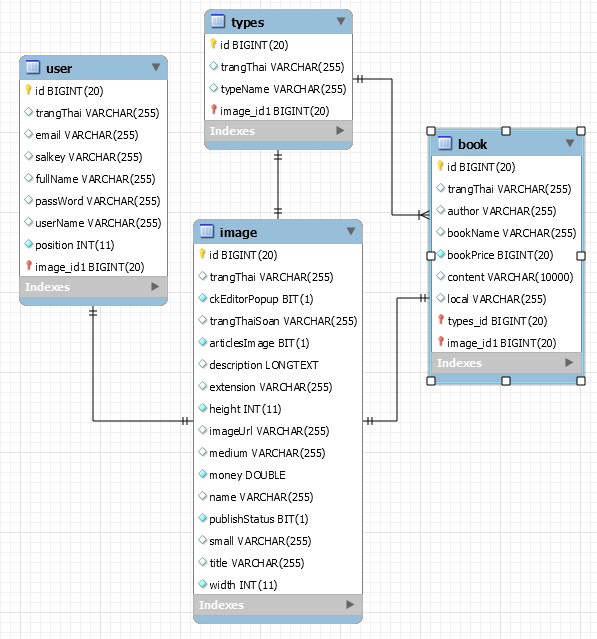 types
id BIGINT(20)
trangThai VARCHAR(255)
typeName VARCHAR(255)
image_id1 BIGINT(20)
Indexes
user
id BIGINT(20)
trangThai VARCHAR(255)
email VARCHAR(255)
salkey VARCHAR(255)
fullName VARCHAR(255)
passWord VARCHAR(255)
userName VARCHAR(255)
position INT(11)
image_id1 BIGINT(20)
Indexes
book
id BIGINT(20)
trangThai VARCHAR(255)
author VARCHAR(255)
bookName VARCHAR(255)
bookPrice BIGINT(20)
content VARCHAR(10000)
local VARCHAR(255)
types_id BIGINT(20)
image_id1 BIGINT(20)
Indexes
image
id BIGINT(20)
trangThai VARCHAR(255)
ckEditorPopup BIT(1)
trangThaiSoan VARCHAR(255)
articlesImage BIT(1)
description LONGTEXT
extension VARCHAR(255)
height INT(11)
imageUrl VARCHAR(255)
medium VARCHAR(255)
money DOUBLE
name VARCHAR(255)
publishStatus BIT(1)
small VARCHAR(255)
title VARCHAR(255)
width INT(11)
Indexes